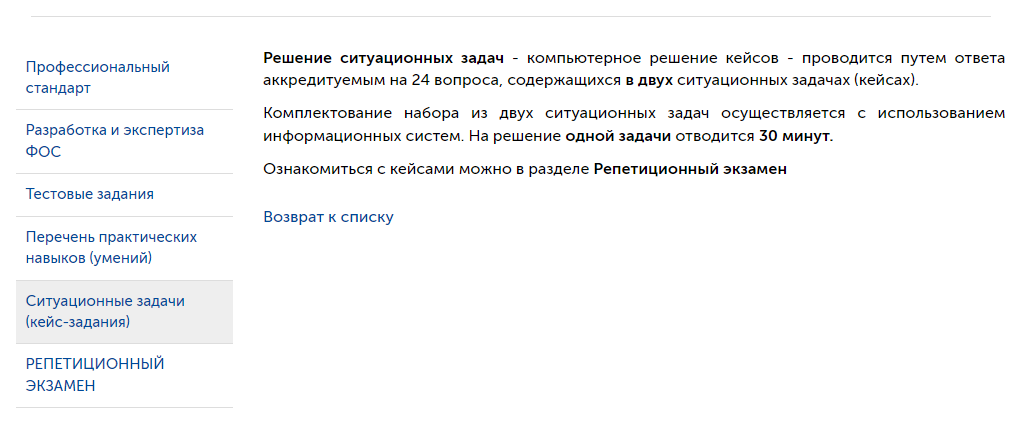 Профессиональный
стандарт
Разработка и экспертиза
ФОС
Тестовые задания
Перечень практических
навыков (умений)
Ситуационные задачи
(кейс-задания)
РЕПЕТИЦИОННЫЙ
ЭКЗАМЕН
Решение ситуационных задач - компьютерное решение кейсов - проводится путем ответа
аккредитуемым на 24 вопроса, содержащихся в двух ситуационных задачах (кейсах).
Комплектование набора из двух ситуационных задач осуществляется с использованием
информационных систем. На решение одной задачи отводится 30 минут.
Ознакомиться с кейсами можно в разделе Репетиционный экзамен
Возврат к списку